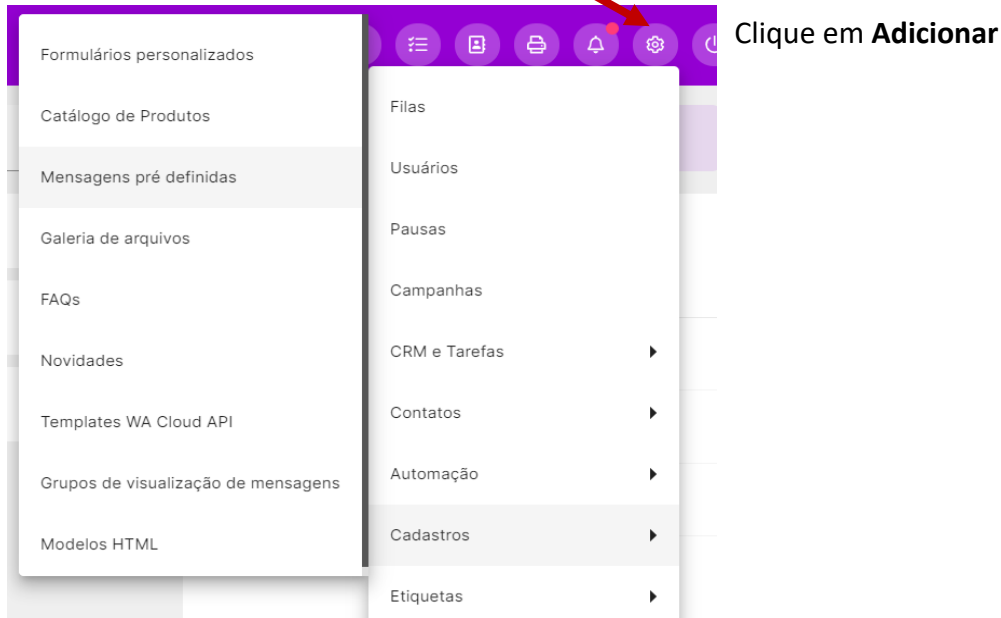 Clique em Adicionar
Formulários personalizados
Catálogo de Produtos
Mensagens pré definidas
Galeria de arquivos
FAQs
Novidades
Templates WA Cloud API
Grupos de visualização de mensagens
Modelos HTML
Filas
Usuários
Pausas
Campanhas
CRM e Tarefas
Contatos
Automação
Cadastros
Etiquetas